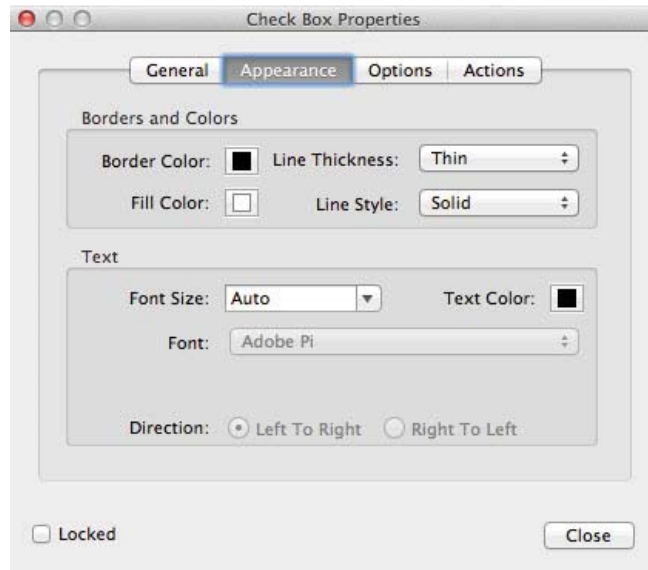 Check Box Properties
General Appearance Options Actions
Borders and Colors
Border Color: Line Thickness: Thin
Fill Color: Line Style: Solid
Text
Font Size: Auto Text Color:
Font: Adobe Pi
Direction: Left To Right Right To Left
Locked Close